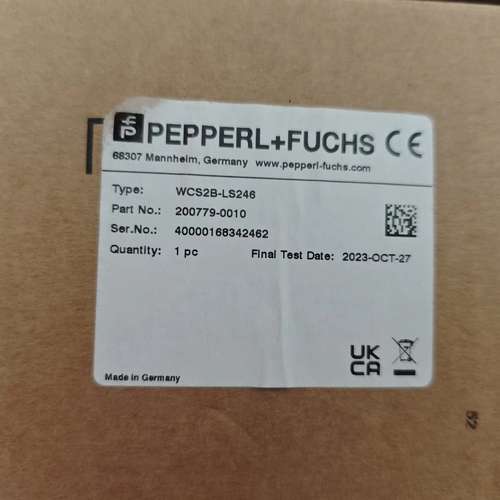 PEPPERL+FUCHS CE
68307 Mannheim, Germany www.pepperl-fuchs.com
Type: WCS2B-LS246
Part No.: 200779-0010
Ser.No.: 40000168342462
Quantity: 1 pc Final Test Date: 2023-OCT-27
UK
CA
Made in Germany
52